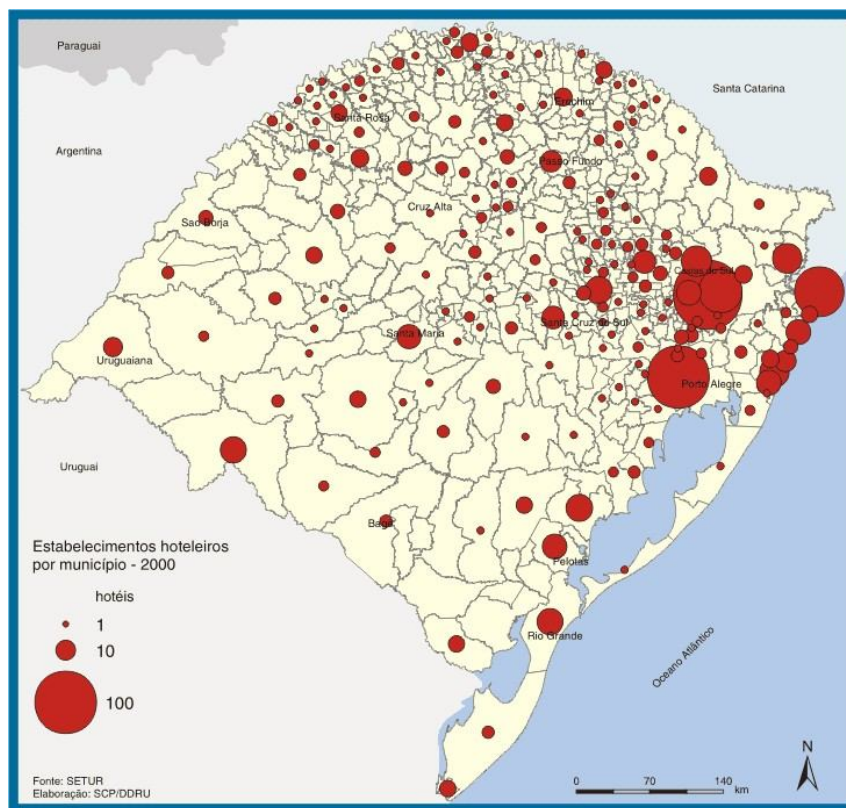 Paraguai
Santa Catarina
Argentina
Erechim
Santa Rosa
Passo Fundo
Cruz Alta
Sao Borja
Caxias do Sul
Santa Cruz do Sul
Santa Maria
Uruguaiana
Porto Alegre
Uruguai
Bagé
Pelotas
Rio Grande
Oceano Atlântico
Estabelecimentos hoteleiros
por município - 2000
hotéis
1
10
100
Fonte: SETUR
Elaboração: SCP/DDRU
N
0 70 140 km